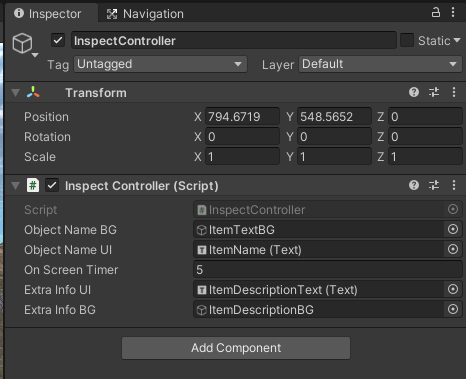 Inspector Navigation
InspectController Static
Tag Untagged Layer Default
Transform
Position X 794.6719 Y 548.5652 Z 0
Rotation X 0 Y 0 Z 0
Scale X 1 Y 1 Z 1
# Inspect Controller (Script)
Script InspectController
Object Name BG ItemTextBG
Object Name UI ItemName (Text)
On Screen Timer 5
Extra Info UI ItemDescriptionText (Text)
Extra Info BG ItemDescriptionBG
Add Component